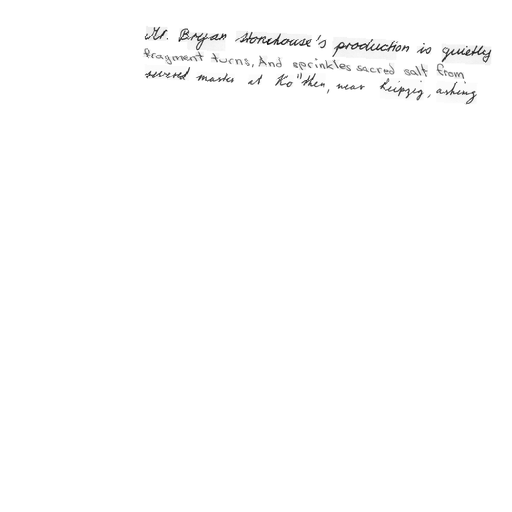 Mr. Bryan Stonehouse's production is quietly
fragment turns, And sprinkles sacred salt from
revered master at Ko"then, near Leipzig, asking